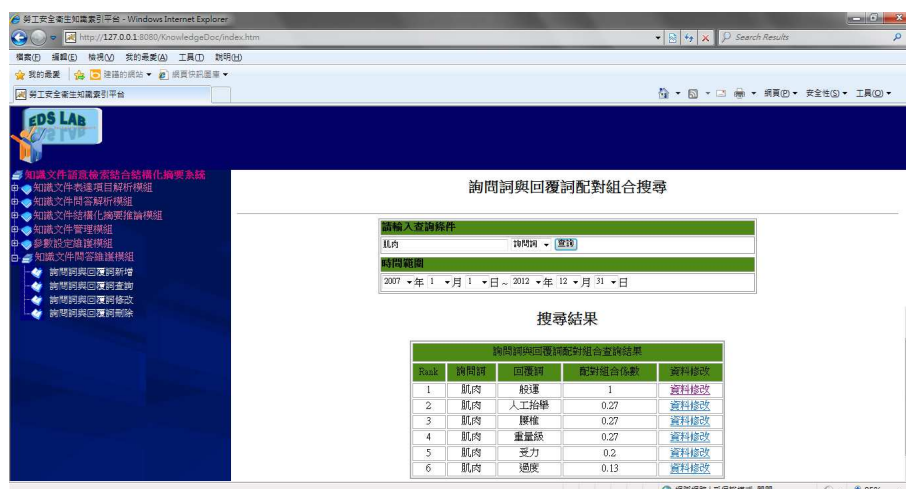 勞工安全衛生知識索引平台 - Windows Internet Explorer
http://127.0.0.1:8080/KnowledgeDoc/index.htm
Search Results
檔案(F) 編輯(E) 檢視(V) 我的最愛(A) 工具(T) 說明(H)
我的最愛 建議的網站 網頁快訊圖庫
勞工安全衛生知識索引平台
網頁(P) 安全性(S) 工具(O)
EDS LAB
知識文件語意檢索結合結構化摘要系統
知識文件表達項目解析模組
知識文件問答解析模組
知識文件結構化摘要推論模組
知識文件管理模組
參數設定維護模組
知識文件問答維護模組
詢問詞與回覆詞新增
詢問詞與回覆詞查詢
詢問詞與回覆詞修改
詢問詞與回覆詞刪除
詢問詞與回覆詞配對組合搜尋
請輸入查詢條件
肌肉 詢問詞 查詢
時間範圍
2007 年 1 月 1 日 ~ 2012 年 12 月 31 日
搜尋結果
詢問詞與回覆詞配對組合查詢結果
Rank 詢問詞 回覆詞 配對組合係數 資料修改
1 肌肉 般運 1 資料修改
2 肌肉 人工抬舉 0.27 資料修改
3 肌肉 腰椎 0.27 資料修改
4 肌肉 重量級 0.27 資料修改
5 肌肉 受力 0.2 資料修改
6 肌肉 過度 0.13 資料修改